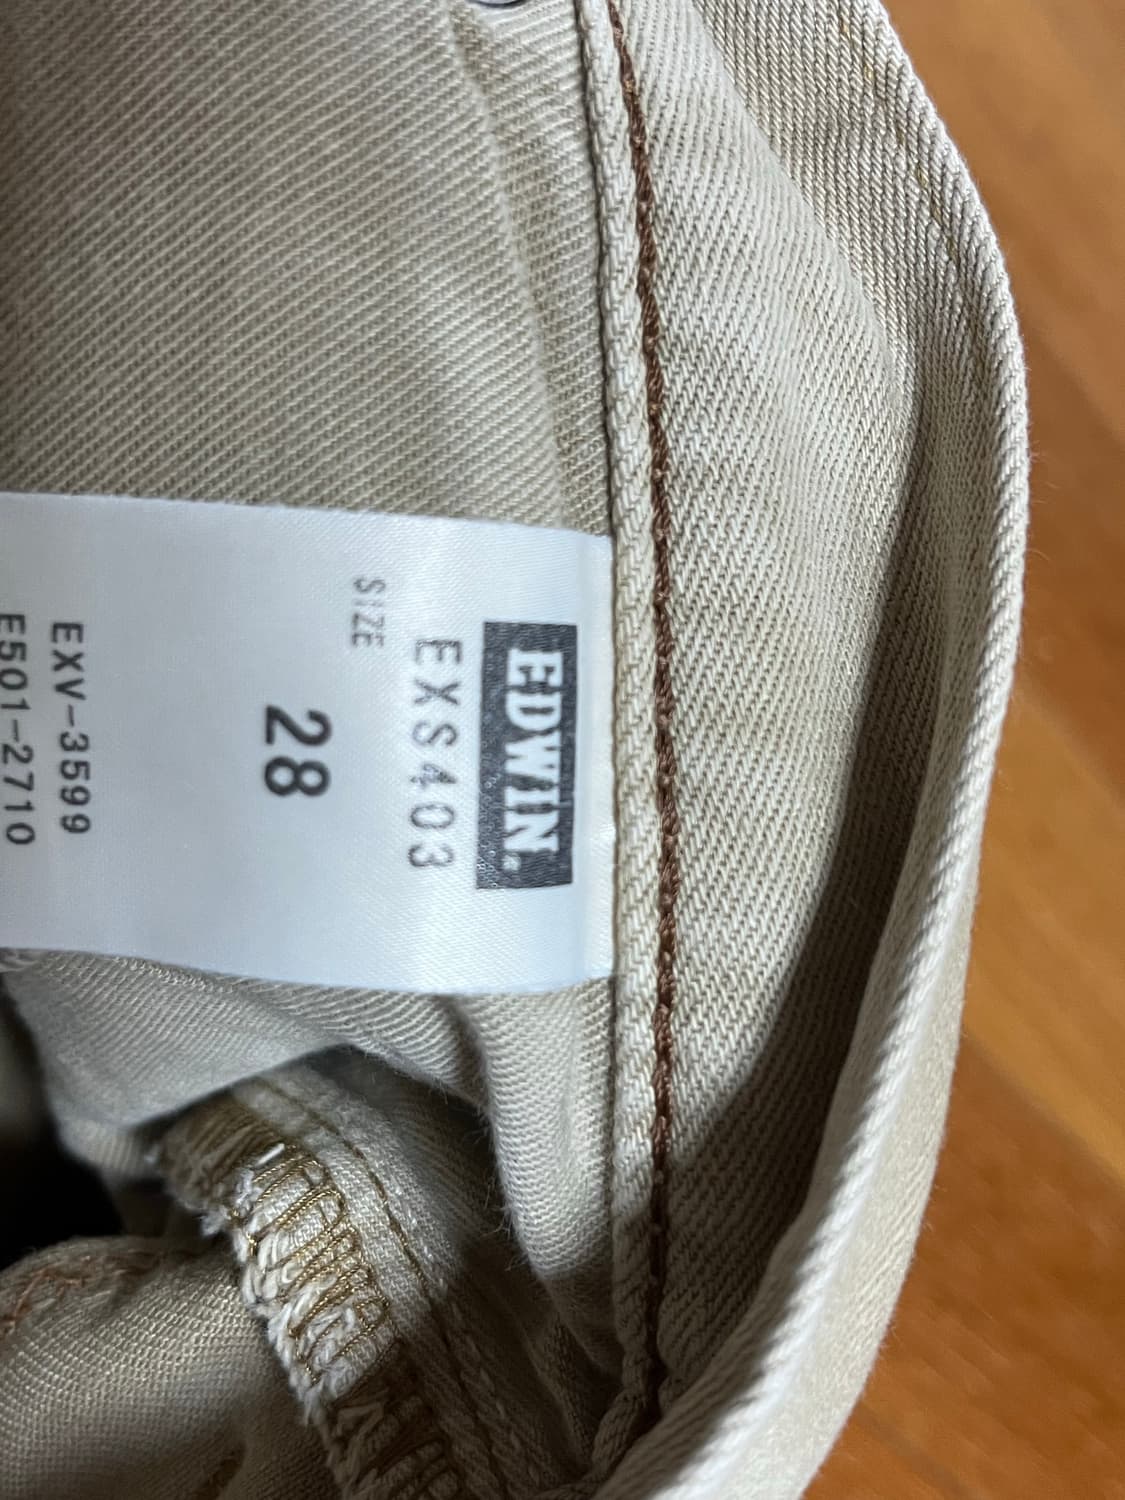 EDWIN.
EXS403
SIZE
28
EXV-3599
E501-2710